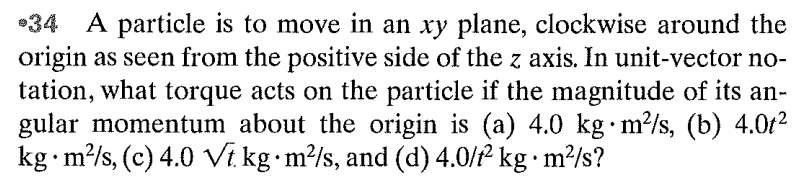 •34 A particle is to move in an xy plane, clockwise around the
origin as seen from the positive side of the z axis. In unit-vector no-
tation, what torque acts on the particle if the magnitude of its an-
gular momentum about the origin is (a) 4.0 kg · m²/s, (b) 4.0t²
kg · m²/s, (c) 4.0 √t kg · m²/s, and (d) 4.0/t² kg · m²/s?